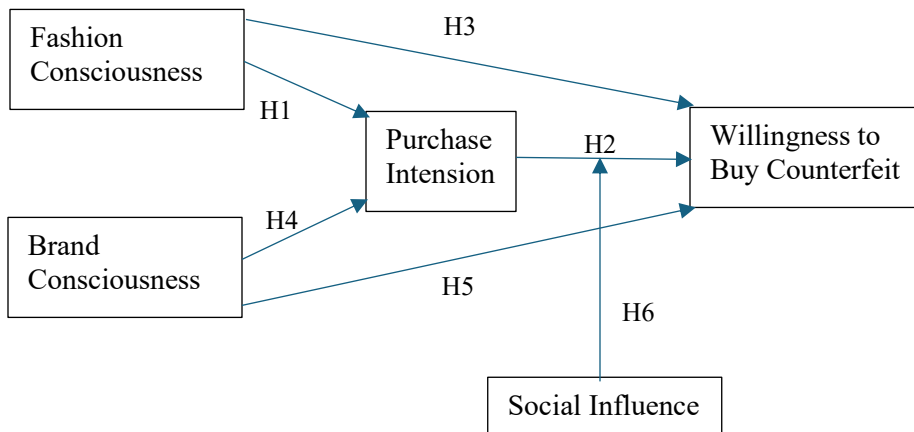 Fashion
Consciousness
H3
H1
Purchase
Intension
H2
Willingness to
Buy Counterfeit
H4
Brand
Consciousness
H5
H6
Social Influence